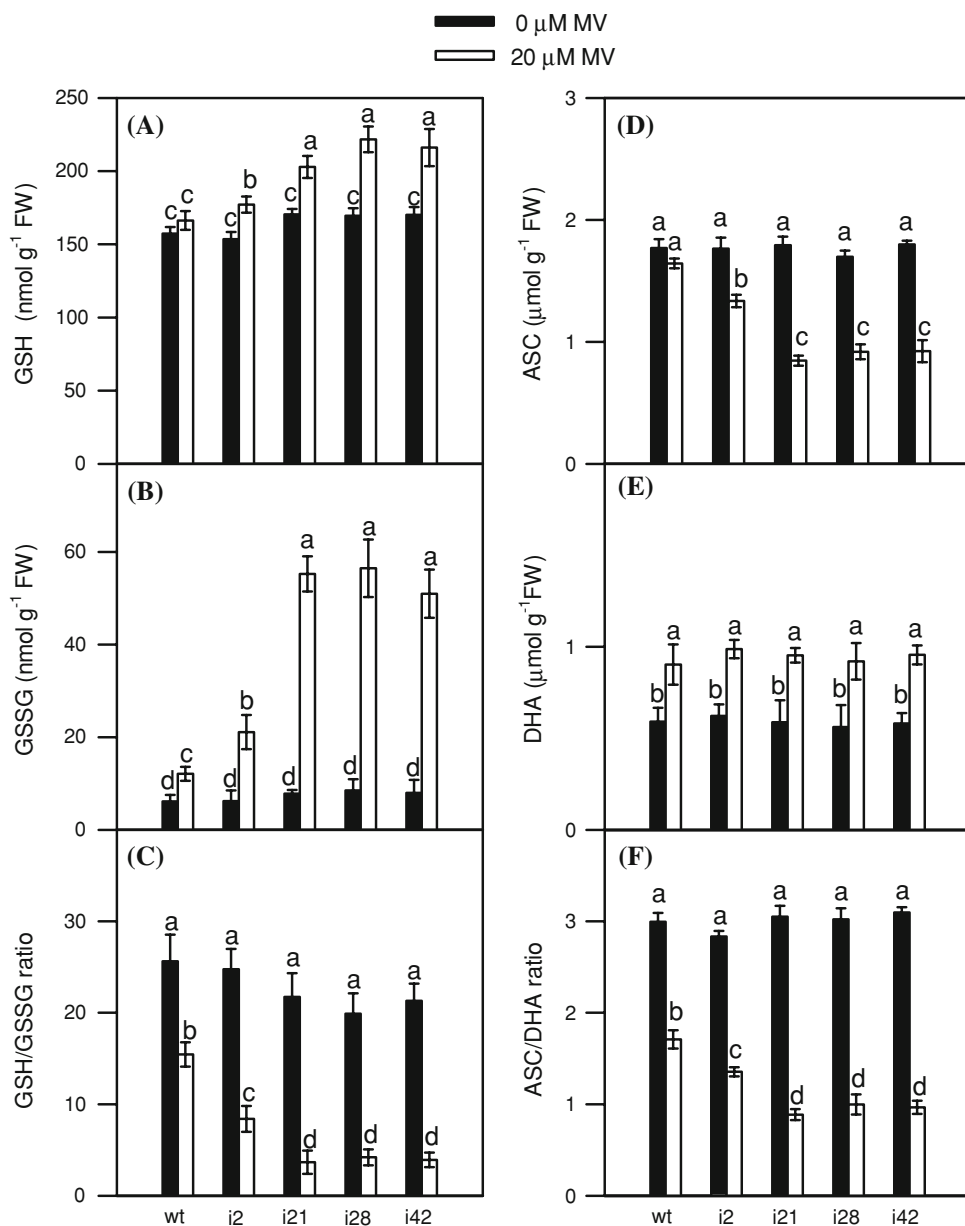 0 μM MV
20 μM MV
(A)
GSH (nmol g-1 FW)
250
200
150
100
50
0
c c c b c a c a c a
(B)
GSSG (nmol g-1 FW)
60
40
20
0
d c d b d a d a d a
(C)
GSH/GSSG ratio
30
20
10
0
a b a c a d a d a d
wt i2 i21 i28 i42
(D)
ASC (μmol g-1 FW)
3
2
1
0
a a a b a c a c a c
(E)
DHA (μmol g-1FW)
1
0
b a b a b a b a b a
(F)
ASC/DHA ratio
3
2
1
0
a b a c a d a d a d
wt i2 i21 i28 i42